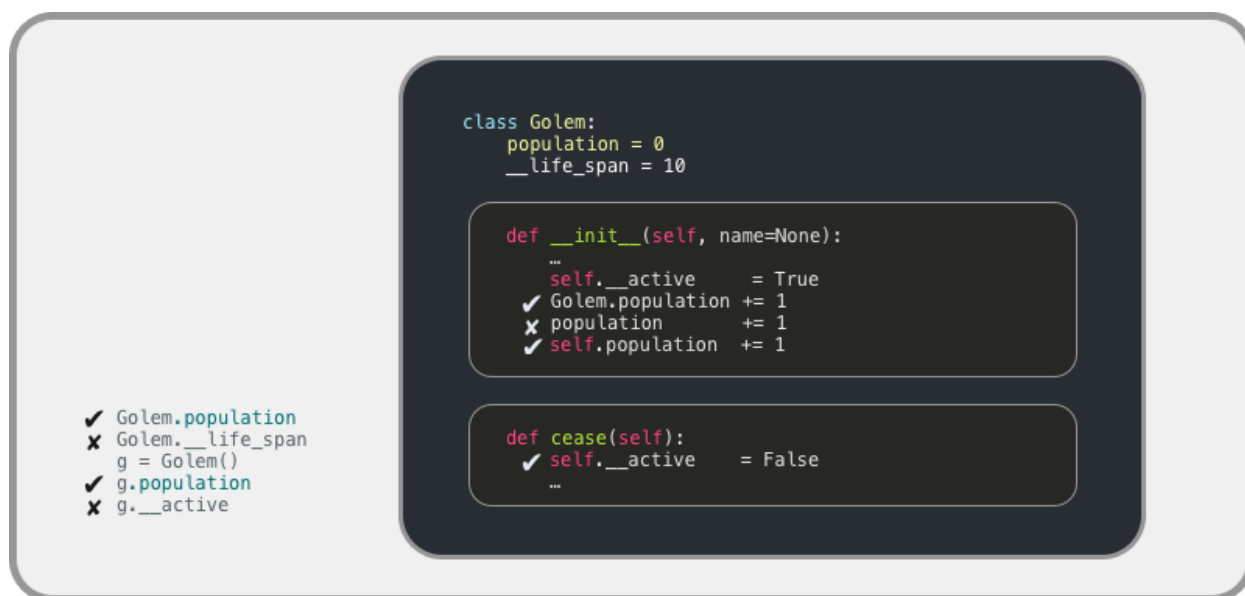 class Golem:
population = 0
__life_span = 10
def __init__(self, name=None):
…
self.__active = True
✔ Golem.population += 1
✘ population += 1
✔ self.population += 1
def cease(self):
✔ self.__active = False
…
✔ Golem.population
✘ Golem.__life_span
g = Golem()
✔ g.population
✘ g.__active